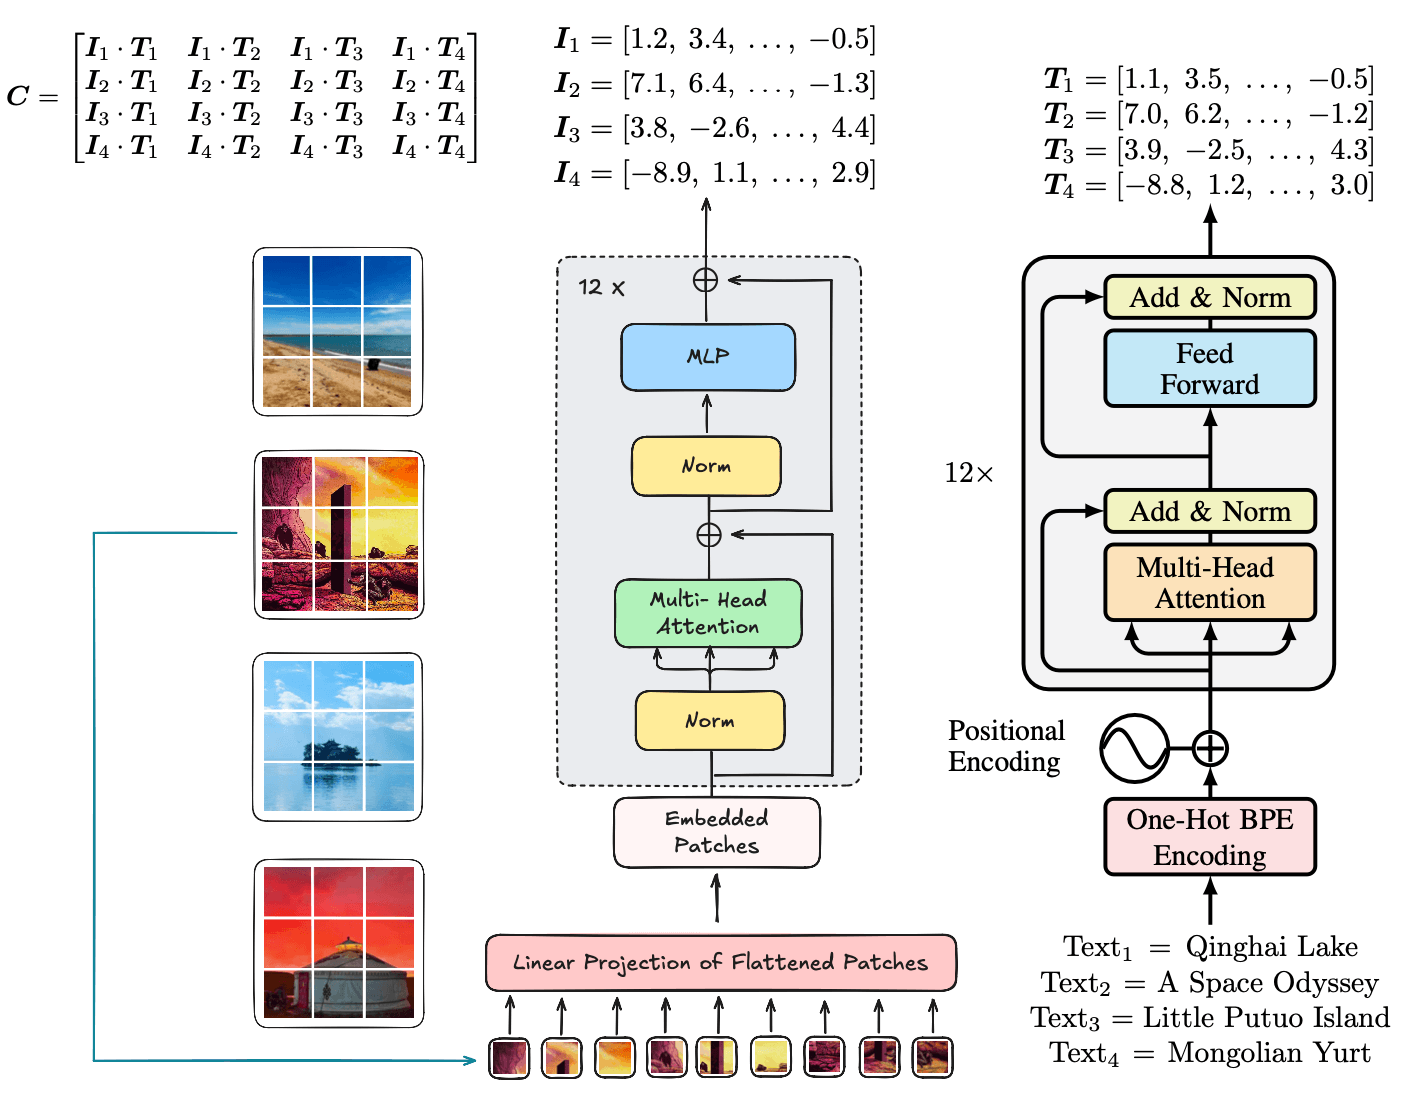 C = [I₁ · T₁ I₁ · T₂ I₁ · T₃ I₁ · T₄
I₂ · T₁ I₂ · T₂ I₂ · T₃ I₂ · T₄
I₃ · T₁ I₃ · T₂ I₃ · T₃ I₃ · T₄
I₄ · T₁ I₄ · T₂ I₄ · T₃ I₄ · T₄]
I₁ = [1.2, 3.4, …, −0.5]
I₂ = [7.1, 6.4, …, −1.3]
I₃ = [3.8, −2.6, …, 4.4]
I₄ = [−8.9, 1.1, …, 2.9]
12 x
MLP
Norm
Multi- Head
Attention
Norm
Embedded
Patches
Linear Projection of Flattened Patches
T₁ = [1.1, 3.5, …, −0.5]
T₂ = [7.0, 6.2, …, −1.2]
T₃ = [3.9, −2.5, …, 4.3]
T₄ = [−8.8, 1.2, …, 3.0]
Add & Norm
Feed
Forward
12×
Add & Norm
Multi-Head
Attention
Positional
Encoding
One-Hot BPE
Encoding
Text₁ = Qinghai Lake
Text₂ = A Space Odyssey
Text₃ = Little Putuo Island
Text₄ = Mongolian Yurt